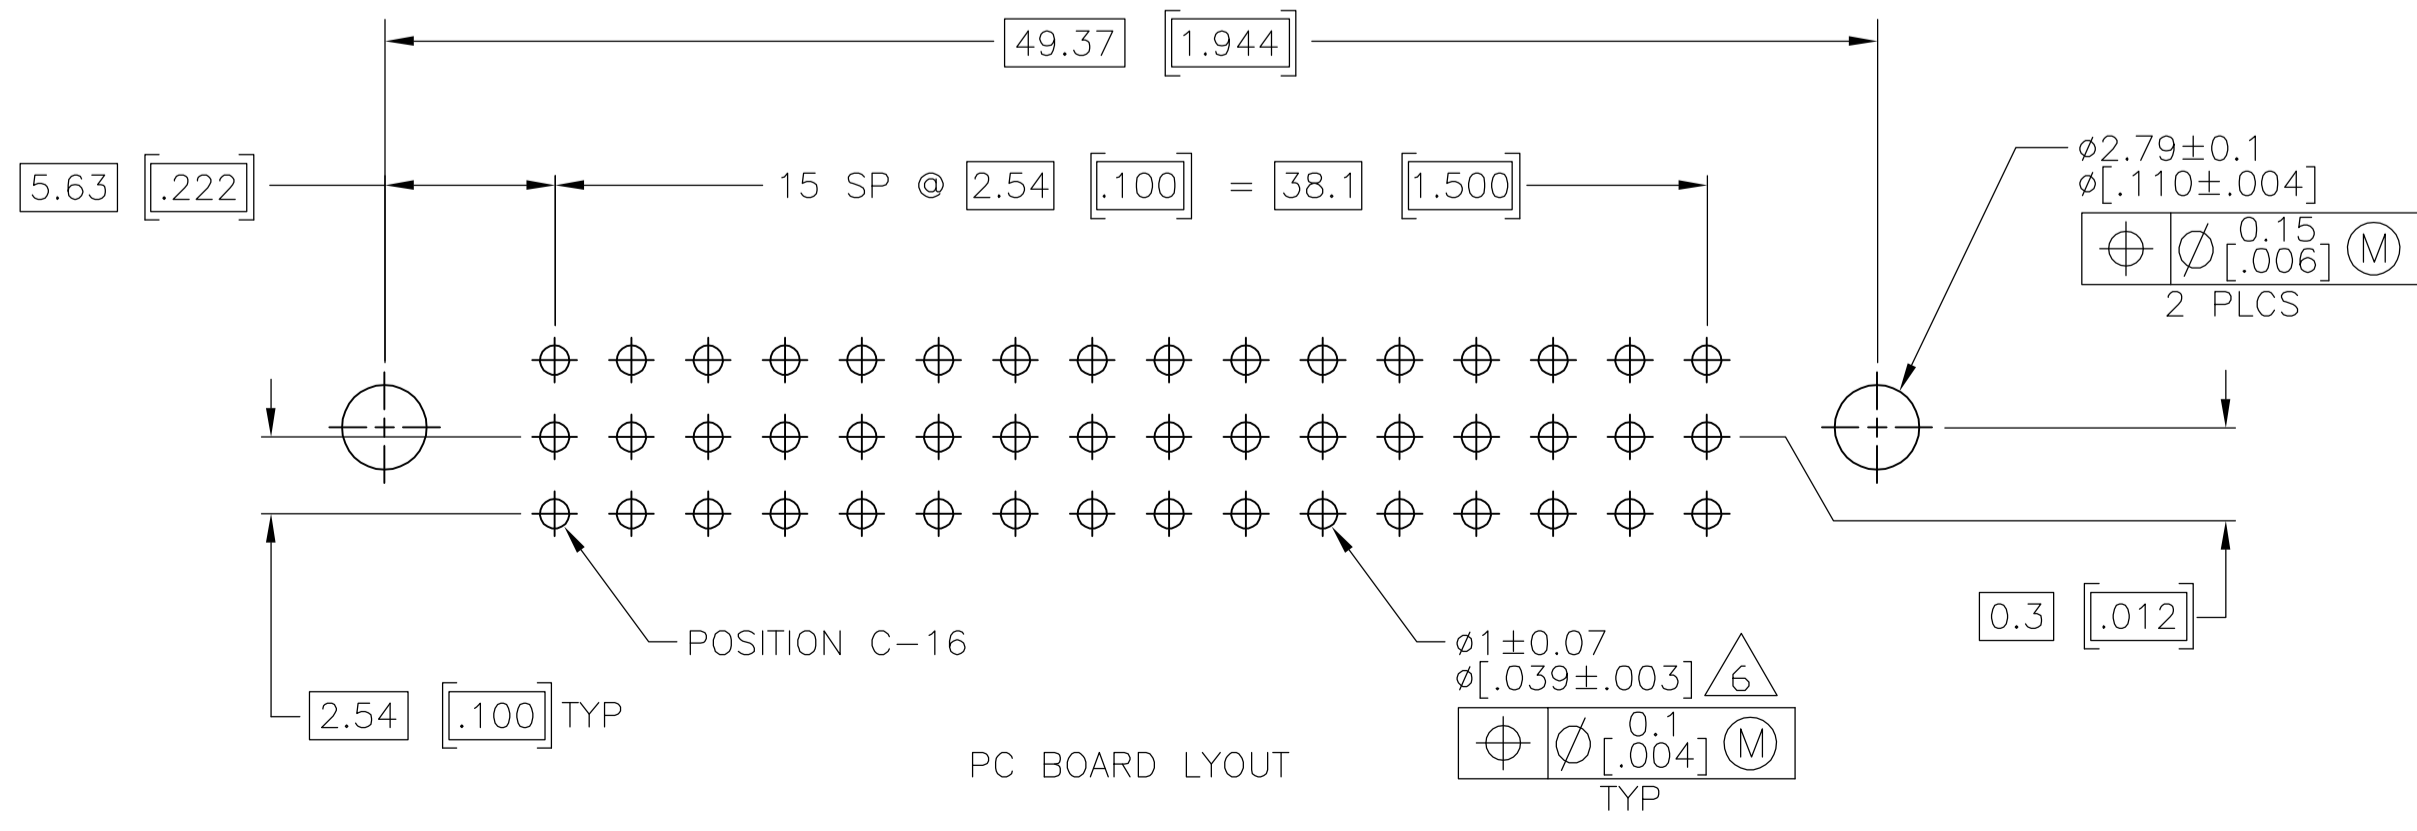 49.37 [1.944]
5.63 [.222]
15 SP @ 2.54 [.100] = 38.1 [1.500]
⌀2.79±0.1
⌀[.110±.004]
⌖ ⌀ 0.15 [.006] Ⓜ
2 PLCS
POSITION C-16
2.54 [.100] TYP
⌀1±0.07
⌀[.039±.003] 6
⌖ ⌀ 0.1 [.004] Ⓜ
TYP
0.3 [.012]
PC BOARD LYOUT